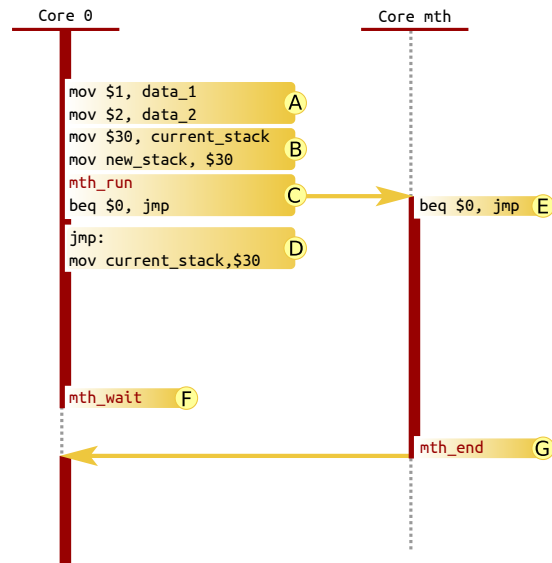 Core 0
Core mth
mov $1, data_1
mov $2, data_2
A
mov $30, current_stack
mov new_stack, $30
B
mth_run
beq $0, jmp
C
beq $0, jmp
E
jmp:
mov current_stack,$30
D
mth_wait
F
mth_end
G